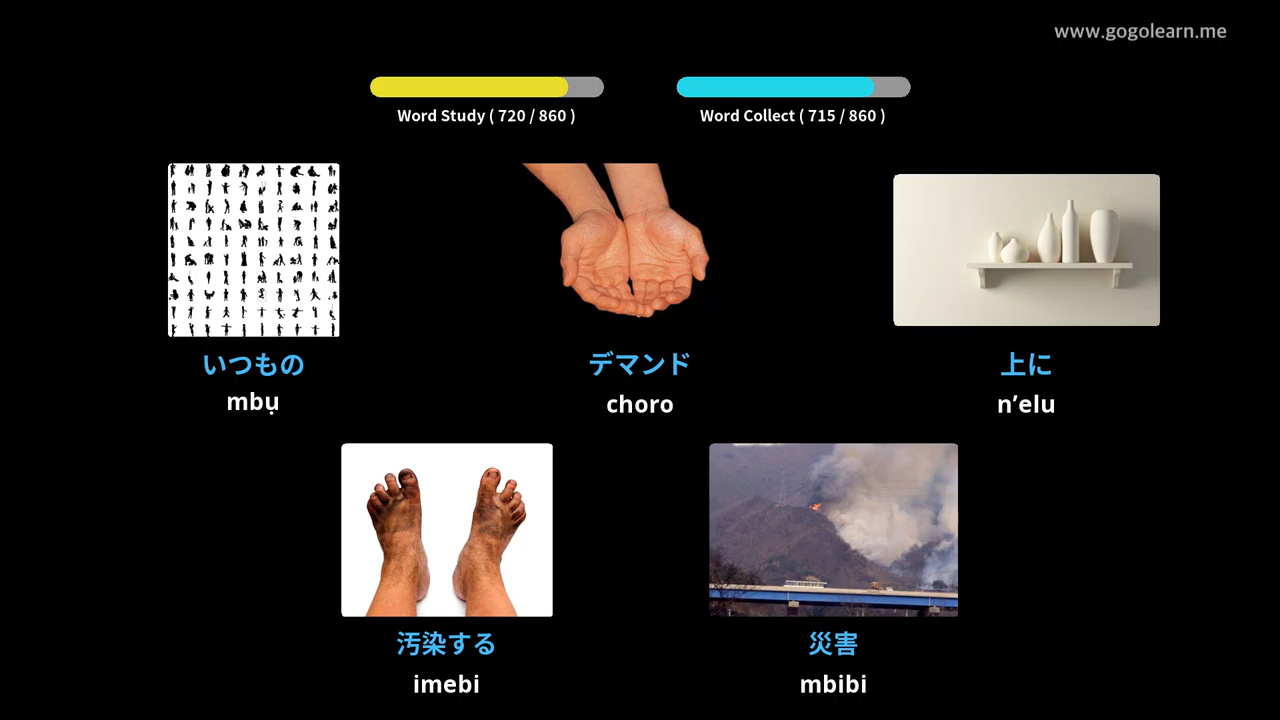 www.gogolearn.me
Word Study ( 720 / 860 )
Word Collect ( 715 / 860 )
いつもの
mbụ
デマンド
choro
上に
n’elu
汚染する
imebi
災害
mbibi